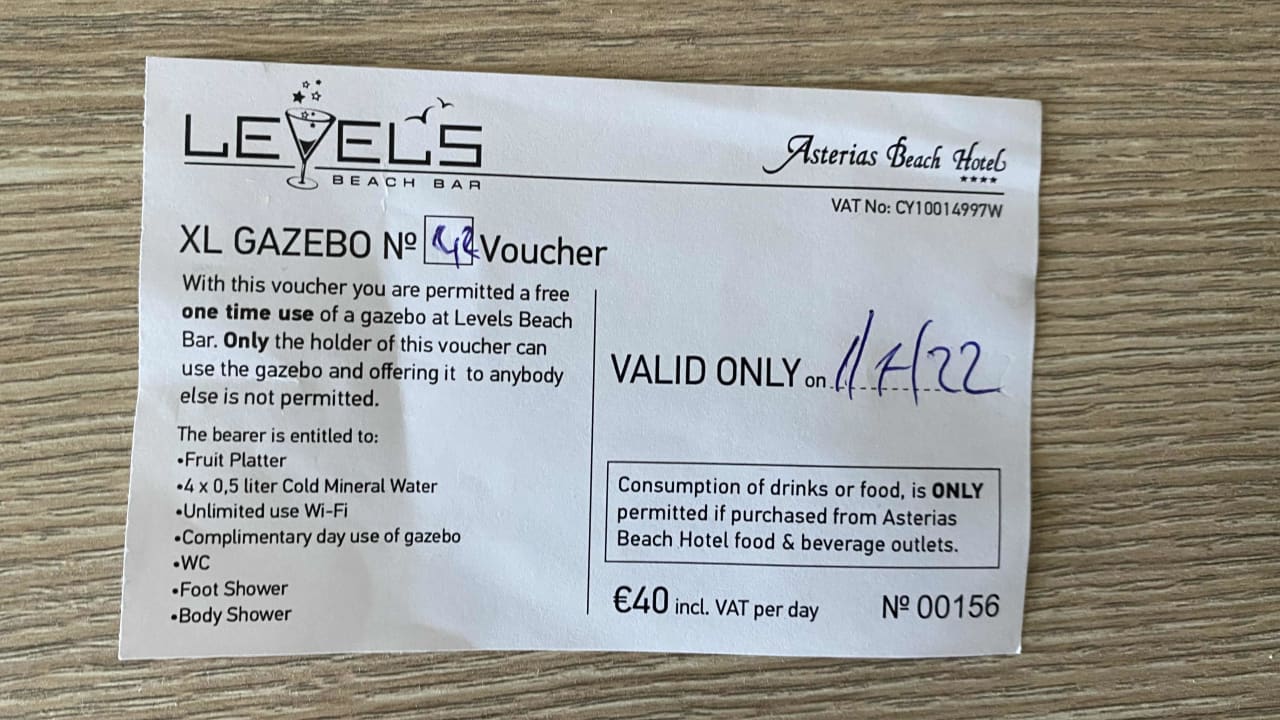 LEVELS
BEACH BAR
Asterias Beach Hotel
VAT No: CY10014997W
XL GAZEBO Nº 42 Voucher
With this voucher you are permitted a free
one time use of a gazebo at Levels Beach
Bar. Only the holder of this voucher can
use the gazebo and offering it to anybody
else is not permitted.
The bearer is entitled to:
•Fruit Platter
•4 x 0,5 liter Cold Mineral Water
•Unlimited use Wi-Fi
•Complimentary day use of gazebo
•WC
•Foot Shower
•Body Shower
VALID ONLY on 1/7/22
Consumption of drinks or food, is ONLY
permitted if purchased from Asterias
Beach Hotel food & beverage outlets.
€40 incl. VAT per day
Nº 00156